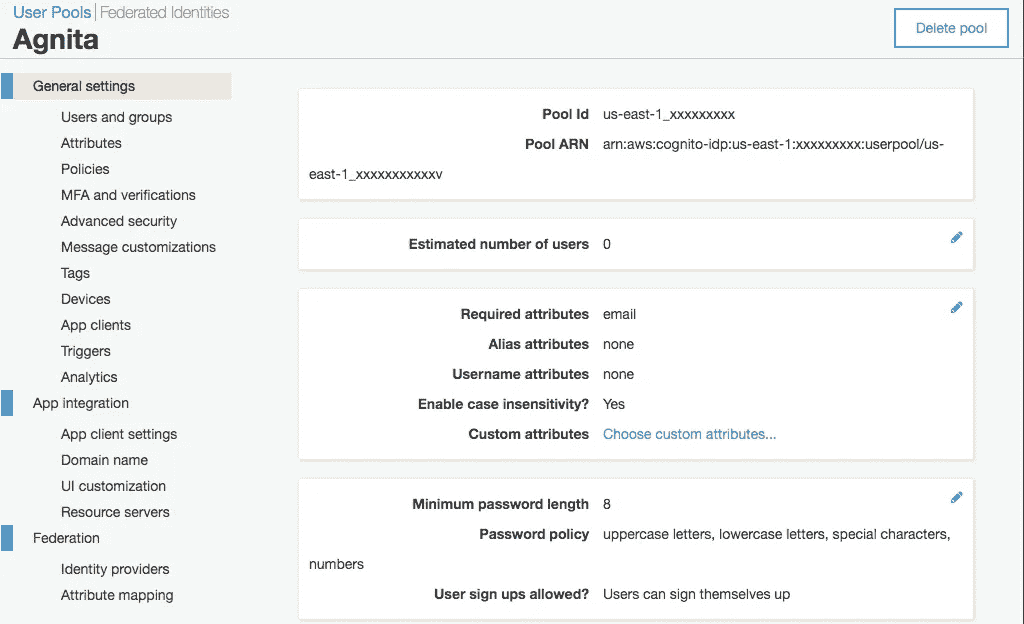 User Pools | Federated Identities
Agnita
Delete pool
General settings
Users and groups
Attributes
Policies
MFA and verifications
Advanced security
Message customizations
Tags
Devices
App clients
Triggers
Analytics
App integration
App client settings
Domain name
UI customization
Resource servers
Federation
Identity providers
Attribute mapping
Pool Id us-east-1_xxxxxxxxx
Pool ARN arn:aws:cognito-idp:us-east-1:xxxxxxxxx:userpool/us-
east-1_xxxxxxxxxxxv
Estimated number of users 0
Required attributes email
Alias attributes none
Username attributes none
Enable case insensitivity? Yes
Custom attributes Choose custom attributes...
Minimum password length 8
Password policy uppercase letters, lowercase letters, special characters,
numbers
User sign ups allowed? Users can sign themselves up